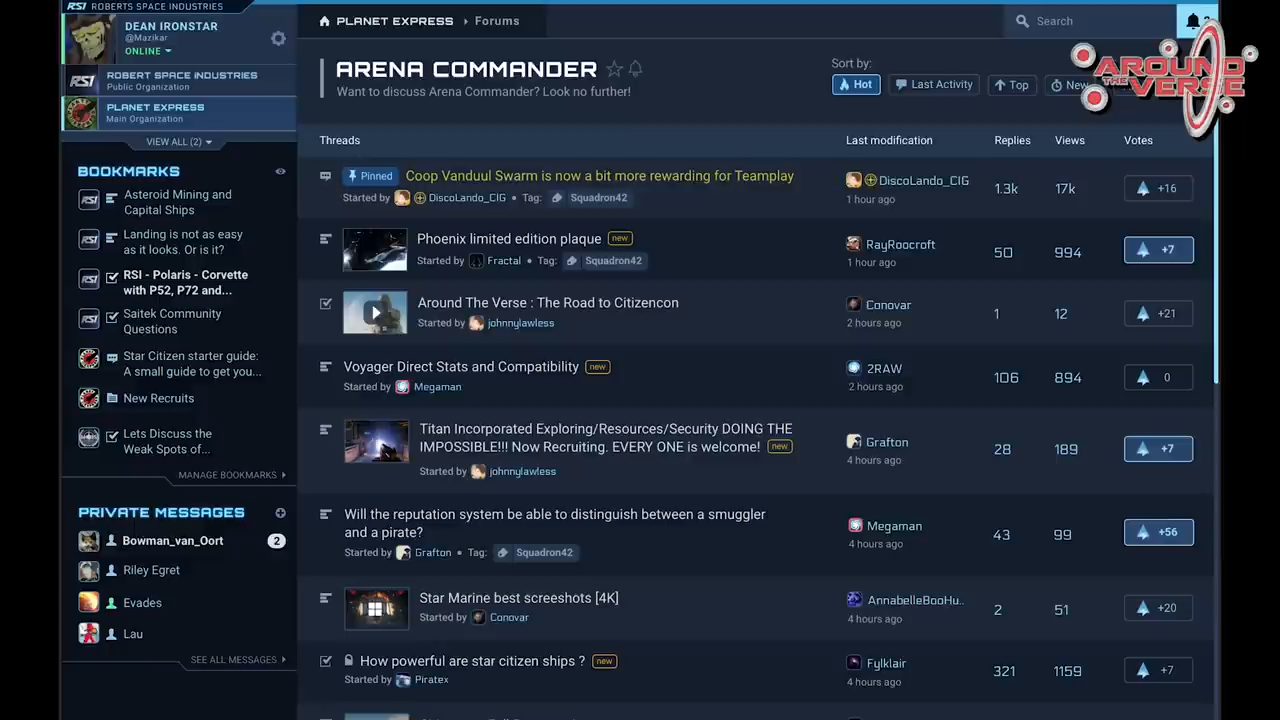 RSI ROBERTS SPACE INDUSTRIES
DEAN IRONSTAR
@Mazikar
ONLINE
RSI ROBERT SPACE INDUSTRIES
Public Organization
PLANET EXPRESS
Main Organization
VIEW ALL (2)
BOOKMARKS
RSI Asteroid Mining and
Capital Ships
RSI Landing is not as easy
as it looks. Or is it?
RSI RSI - Polaris - Corvette
with P52, P72 and...
RSI Saitek Community
Questions
Star Citizen starter guide:
A small guide to get you...
New Recruits
Lets Discuss the
Weak Spots of...
MANAGE BOOKMARKS
PRIVATE MESSAGES
Bowman_van_Oort 2
Riley Egret
Evades
Lau
SEE ALL MESSAGES
PLANET EXPRESS Forums
Search
AROUND
THE VERSE
ARENA COMMANDER
Want to discuss Arena Commander? Look no further!
Sort by:
Hot Last Activity Top New
Threads Last modification Replies Views Votes
Pinned Coop Vanduul Swarm is now a bit more rewarding for Teamplay
Started by DiscoLando_CIG • Tag: Squadron42
DiscoLando_CIG
1 hour ago
1.3k 17k +16
Phoenix limited edition plaque new
Started by Fractal • Tag: Squadron42
RayRoocroft
1 hour ago
50 994 +7
Around The Verse : The Road to Citizencon
Started by johnnylawless
Conovar
2 hours ago
1 12 +21
Voyager Direct Stats and Compatibility new
Started by Megaman
2RAW
2 hours ago
106 894 0
Titan Incorporated Exploring/Resources/Security DOING THE
IMPOSSIBLE!!! Now Recruiting. EVERY ONE is welcome! new
Started by johnnylawless
Grafton
4 hours ago
28 189 +7
Will the reputation system be able to distinguish between a smuggler
and a pirate?
Started by Grafton • Tag: Squadron42
Megaman
4 hours ago
43 99 +56
Star Marine best screeshots [4K]
Started by Conovar
AnnabelleBooHu..
4 hours ago
2 51 +20
How powerful are star citizen ships ? new
Started by Piratex
Fylklair
4 hours ago
321 1159 +7